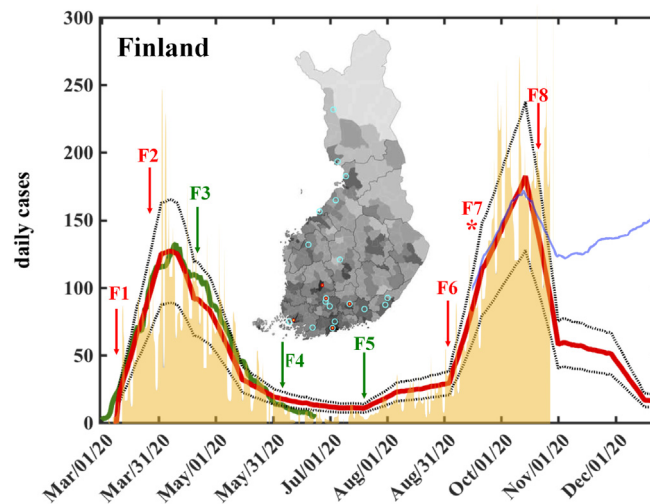 300
Finland
250
F8
F2
200
F3
150
F7
*
daily cases
100
F1
F6
50
F4
F5
0
Mar/01/20
Mar/31/20
May/01/20
May/31/20
Jul/01/20
Aug/01/20
Aug/31/20
Oct/01/20
Nov/01/20
Dec/01/20